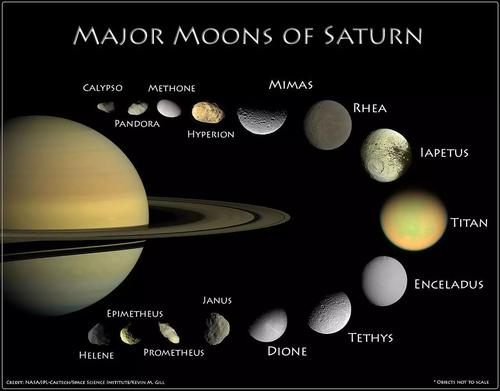 Major Moons of Saturn
Calypso
Pandora
Methone
Hyperion
Mimas
Rhea
Iapetus
Titan
Enceladus
Tethys
Dione
Janus
Prometheus
Epimetheus
Helene
Credit: NASA/JPL-Caltech/Space Science Institute/Kevin M. Gill
* Objects not to scale